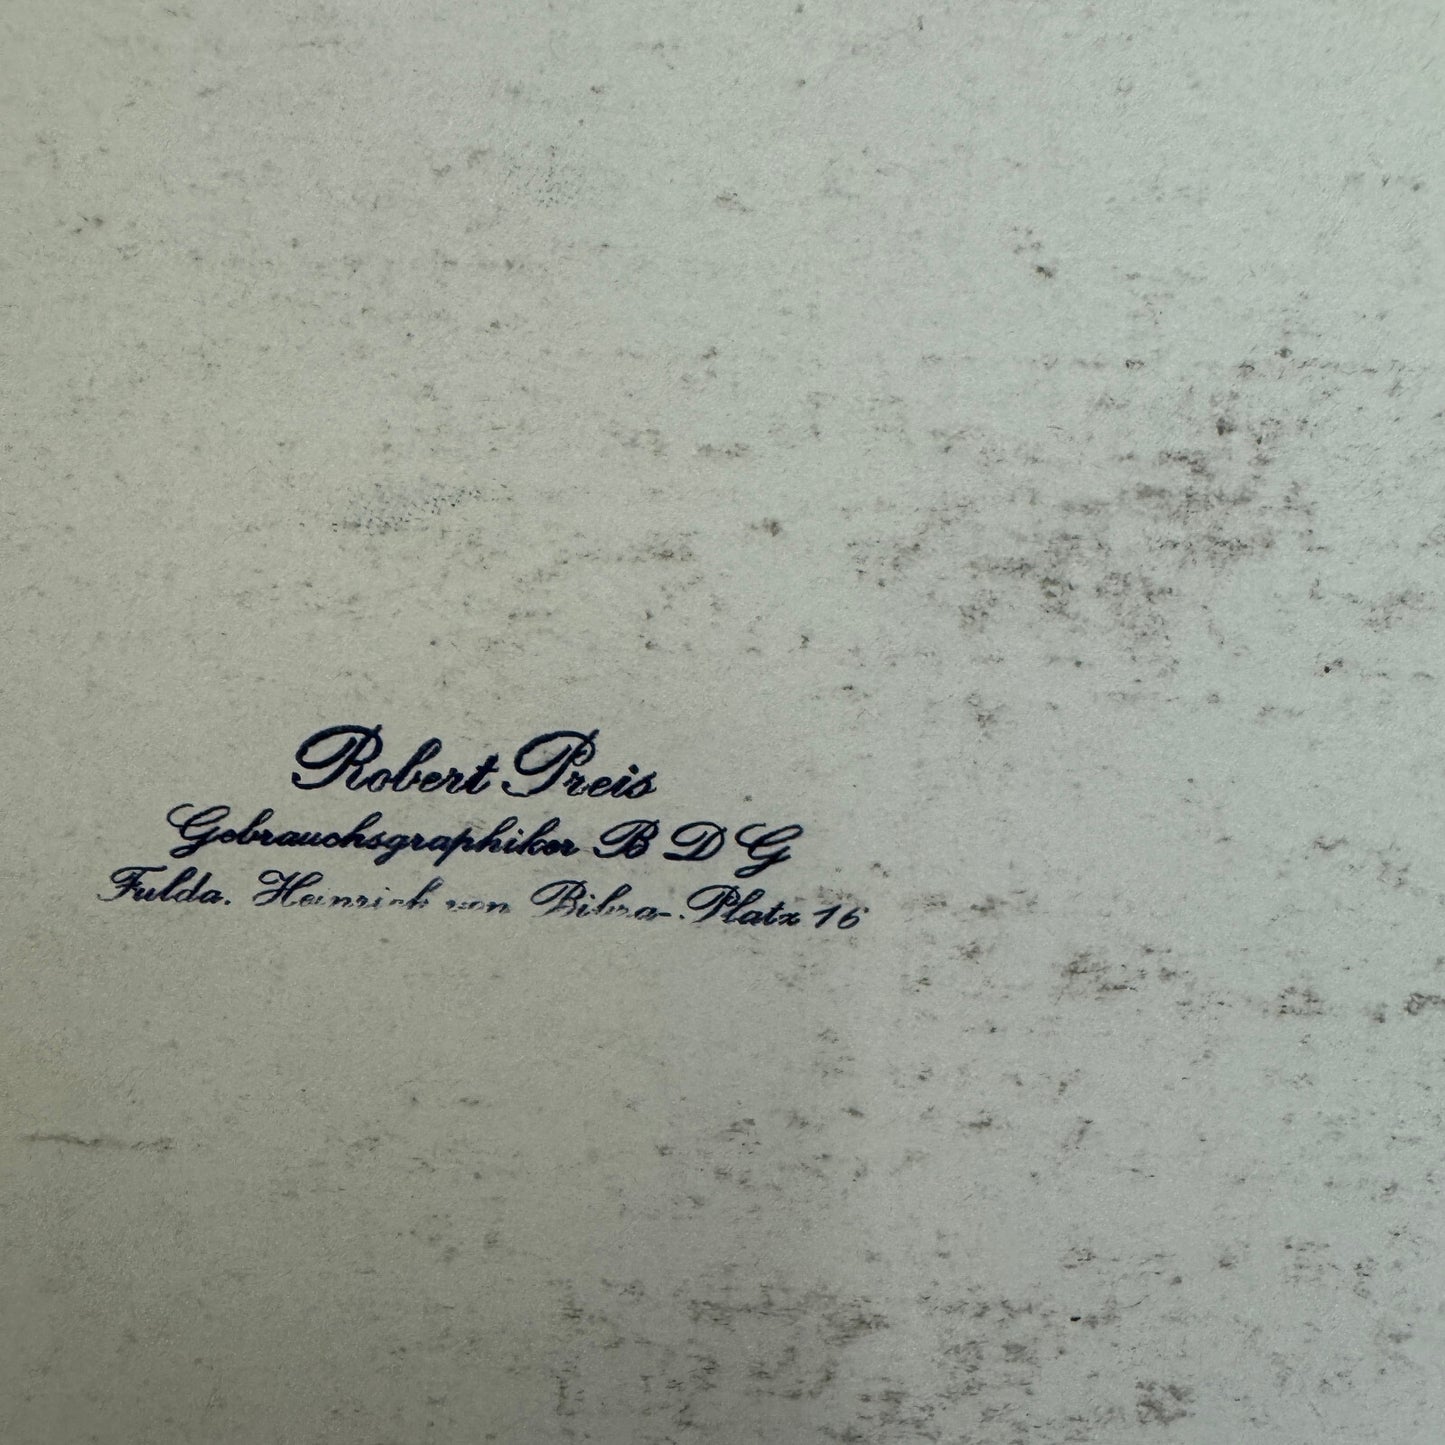 Robert Preis
Gebrauchsgraphiker B D G
Fulda. Heinrich von Bibra-Platz 16